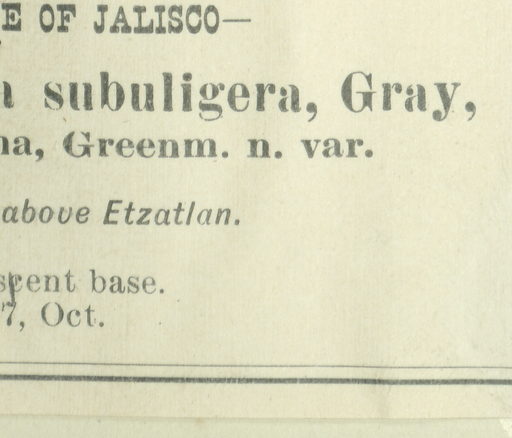 E OF JALISCO—
a subuligera, Gray,
na, Greenm. n. var.
above Etzatlan.
scent base.
7, Oct.